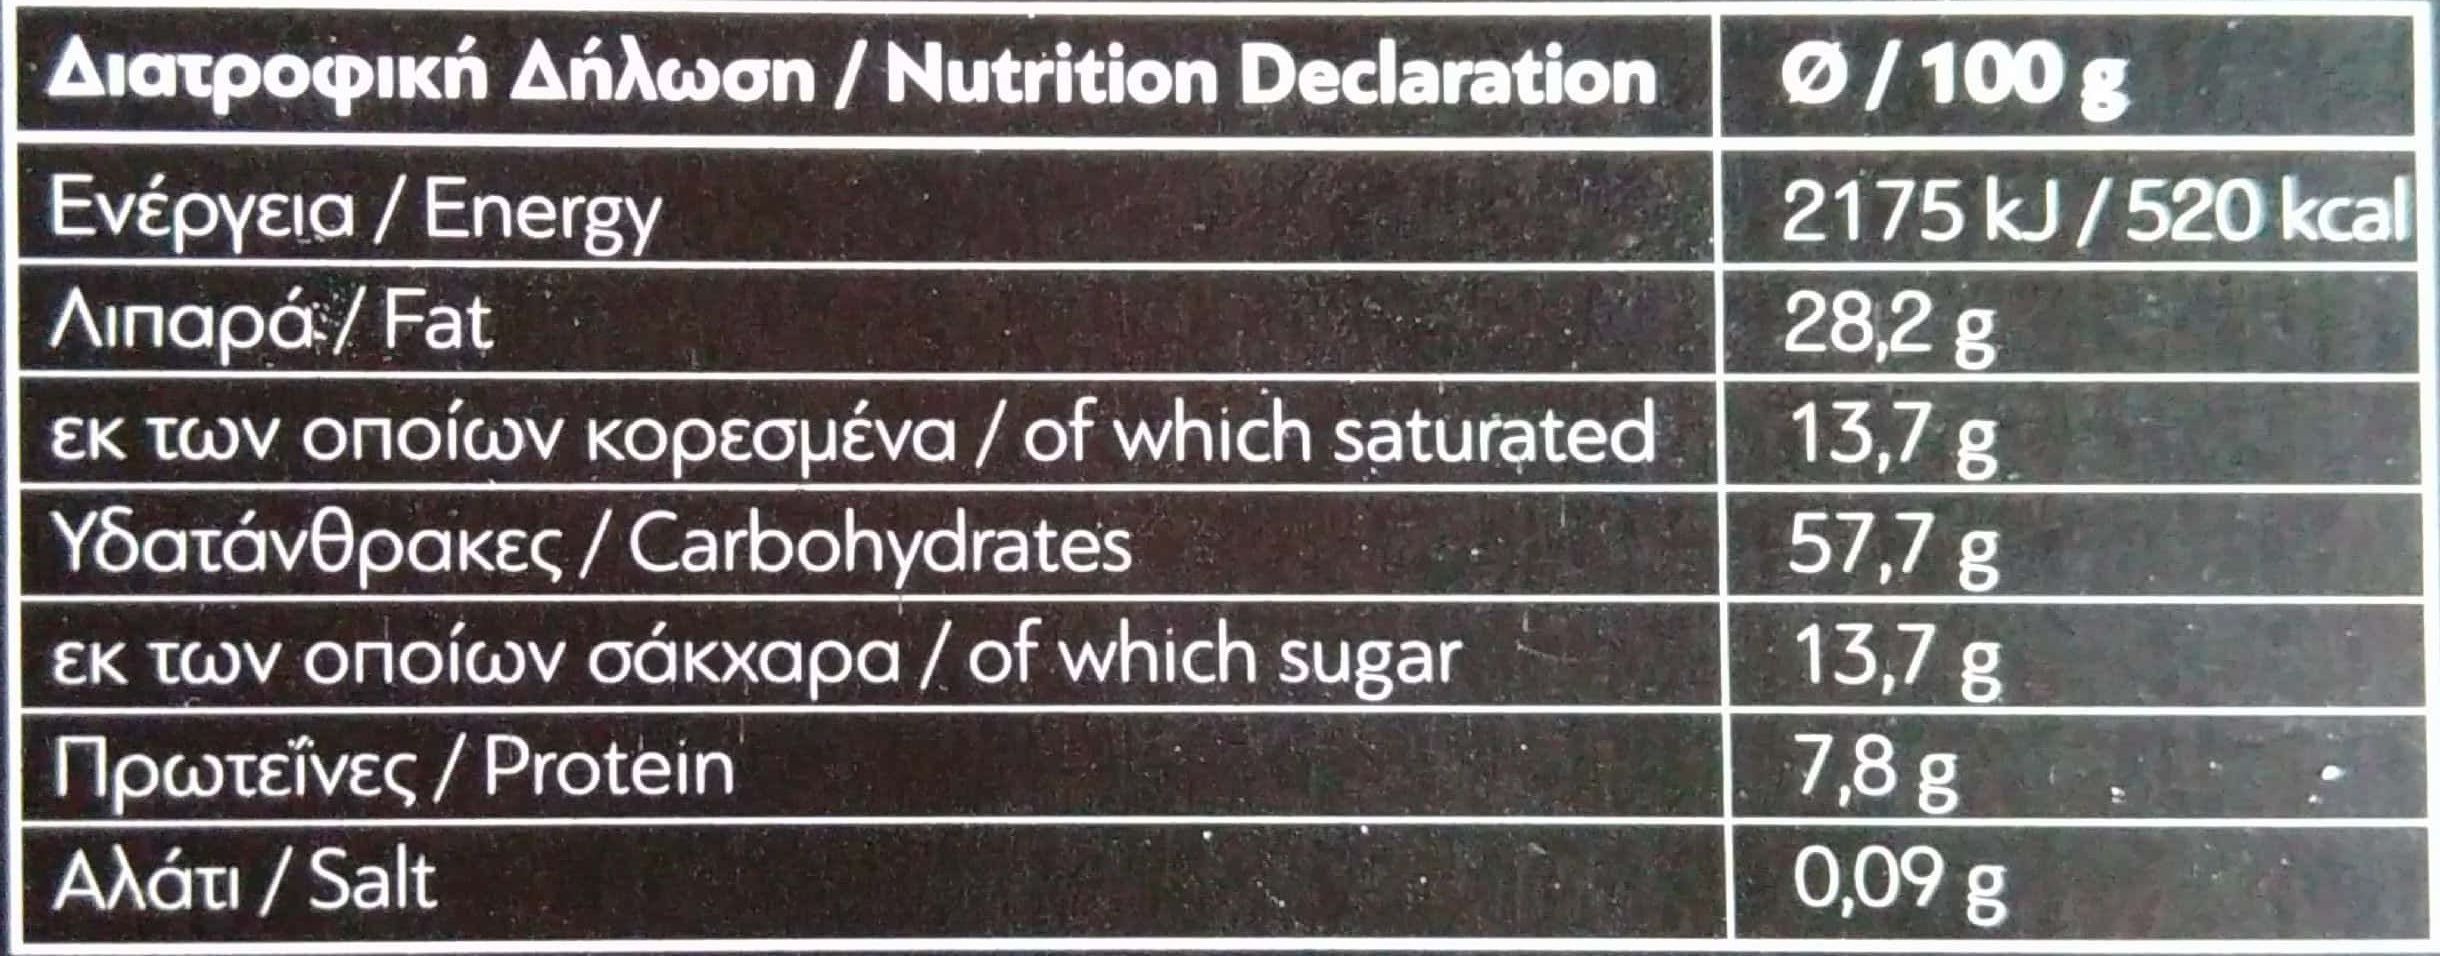 Διατροφική Δήλωση / Nutrition Declaration Ø / 100 g
Ενέργεια / Energy 2175 kJ / 520 kcal
Λιπαρά / Fat 28,2 g
εκ των οποίων κορεσμένα / of which saturated 13,7 g
Υδατάνθρακες / Carbohydrates 57,7 g
εκ των οποίων σάκχαρα / of which sugar 13,7 g
Πρωτεΐνες / Protein 7,8 g
Αλάτι / Salt 0,09 g